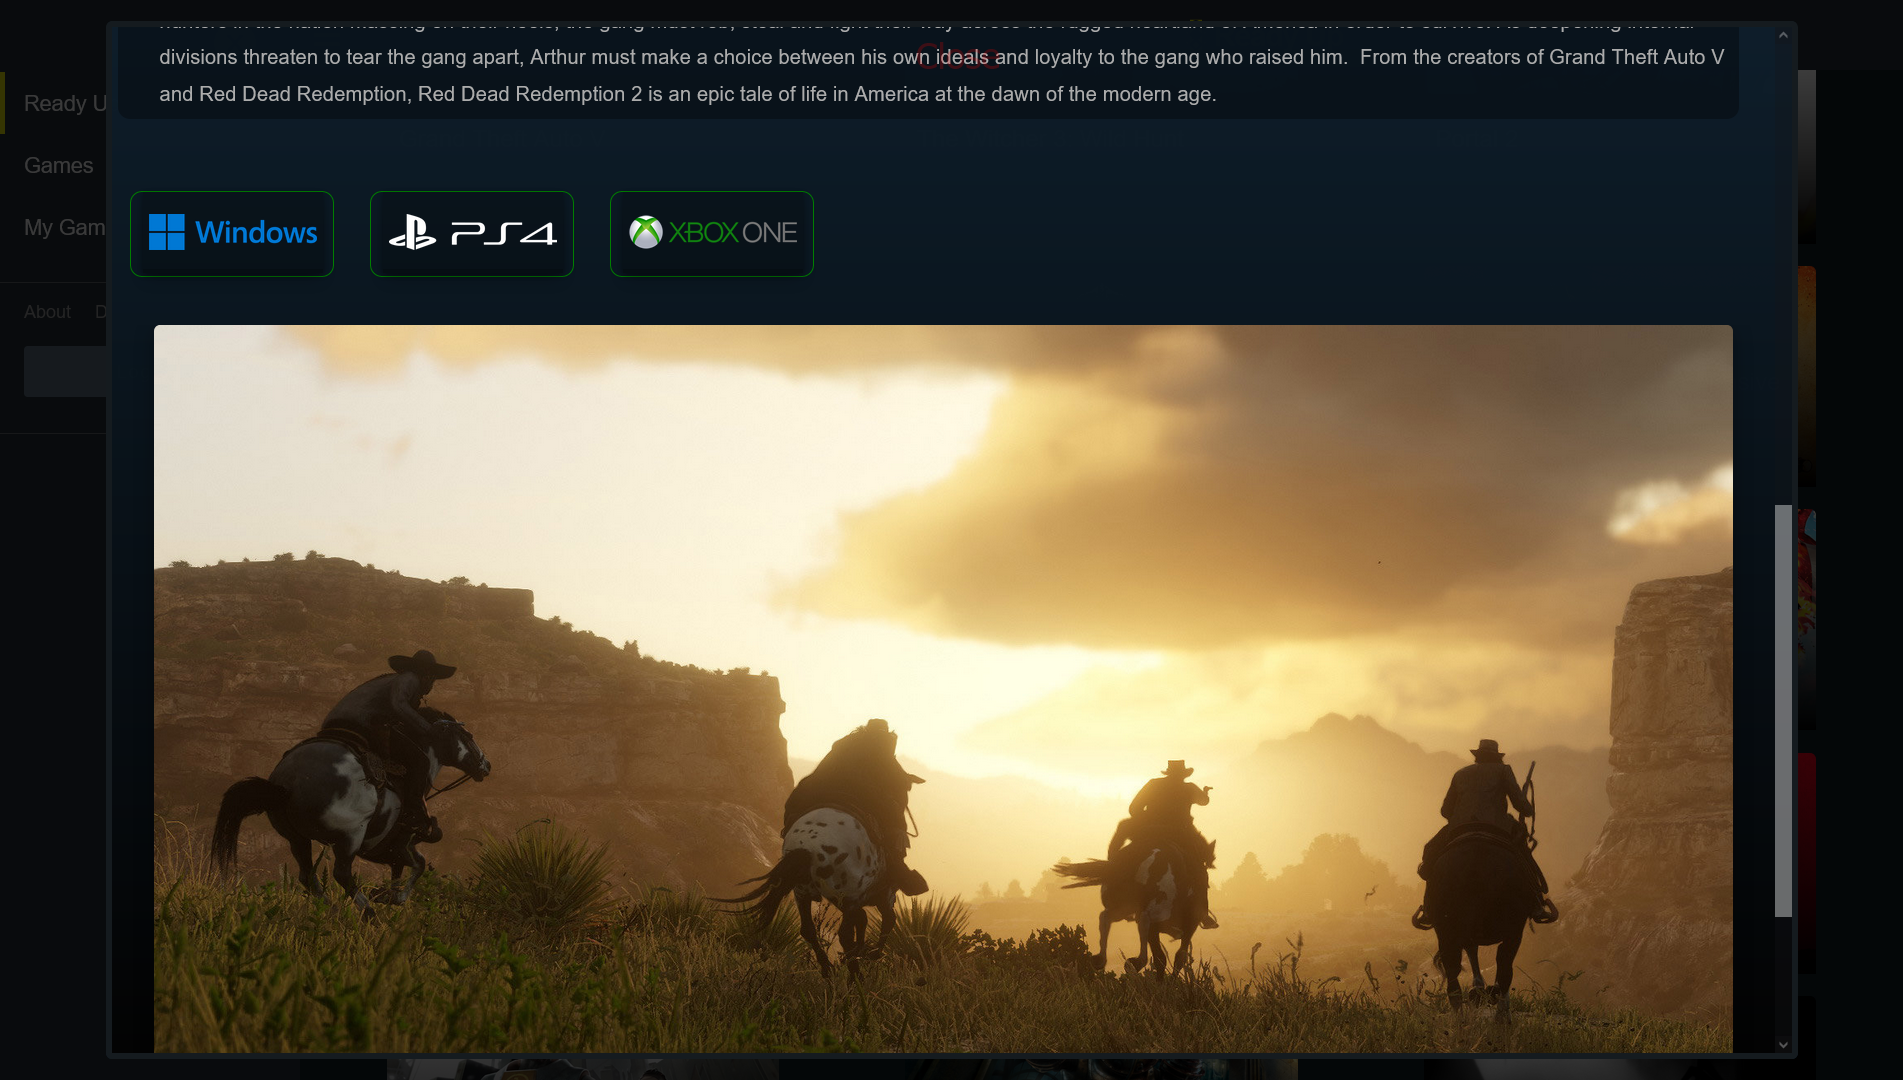 divisions threaten to tear the gang apart, Arthur must make a choice between his own ideals and loyalty to the gang who raised him.  From the creators of Grand Theft Auto V
and Red Dead Redemption, Red Dead Redemption 2 is an epic tale of life in America at the dawn of the modern age.
Close
Ready U
Games
My Gam
About D
Windows
PS4
XBOX ONE